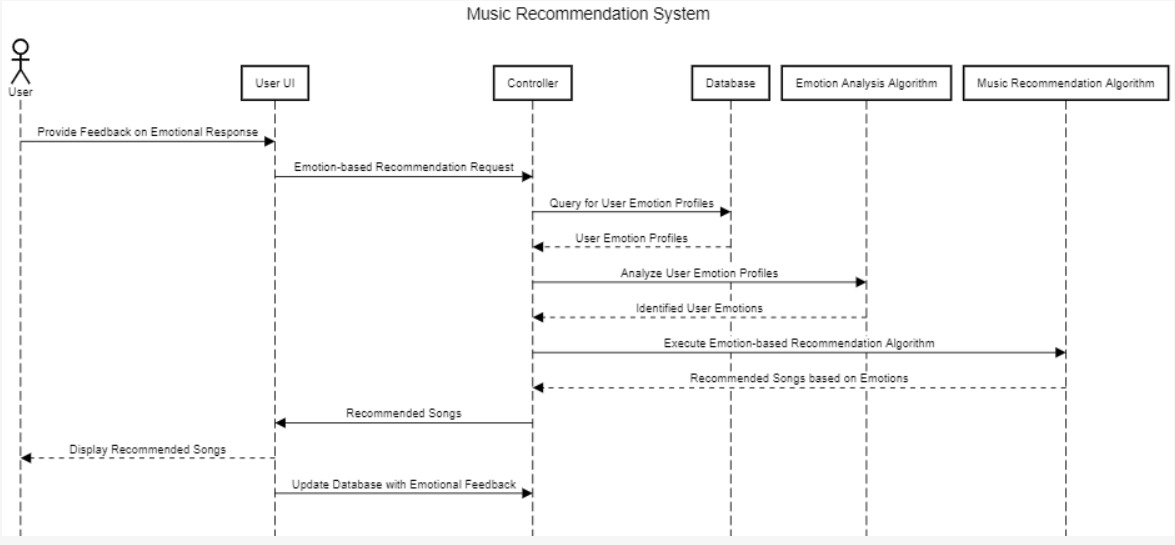 Music Recommendation System
User
User UI
Controller
Database
Emotion Analysis Algorithm
Music Recommendation Algorithm
Provide Feedback on Emotional Response
Emotion-based Recommendation Request
Query for User Emotion Profiles
User Emotion Profiles
Analyze User Emotion Profiles
Identified User Emotions
Execute Emotion-based Recommendation Algorithm
Recommended Songs based on Emotions
Recommended Songs
Display Recommended Songs
Update Database with Emotional Feedback